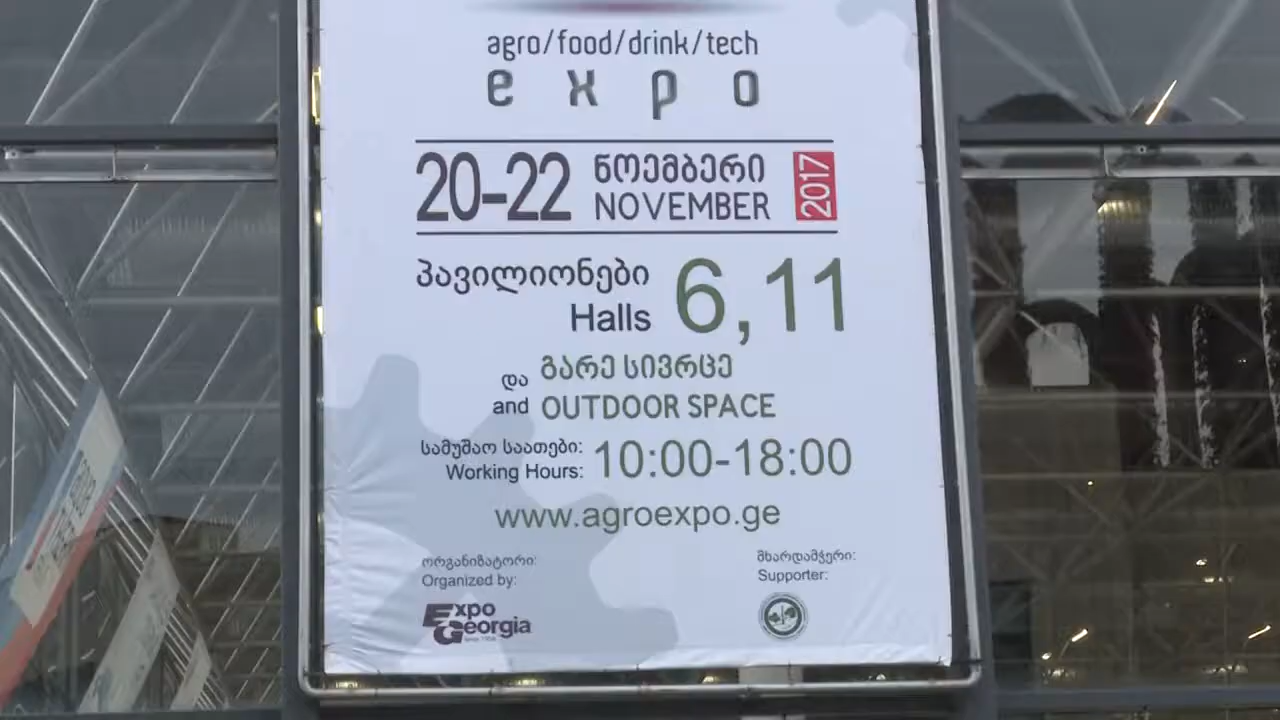 agro/food/drink/tech
expo
20-22 ნოემბერი 2017
NOVEMBER
პავილიონები 6,11
Halls
და გარე სივრცე
and OUTDOOR SPACE
სამუშაო საათები: 10:00-18:00
Working Hours:
www.agroexpo.ge
ორგანიზატორი: მხარდამჭერი:
Organized by: Supporter:
Expo
Georgia